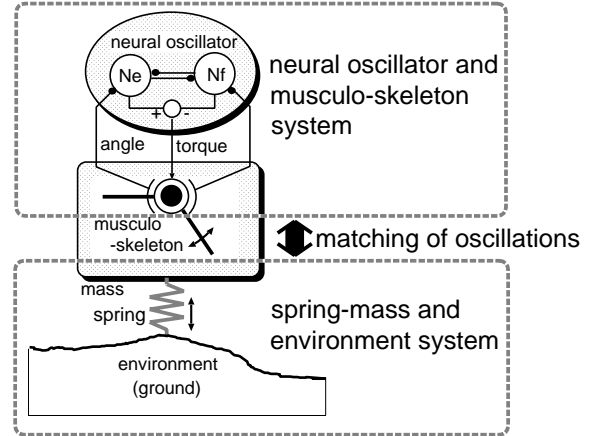 neural oscillator
Ne
Nf
+ -
angle
torque
neural oscillator and
musculo-skeleton
system
musculo
-skeleton
matching of oscillations
mass
spring
spring-mass and
environment system
environment
(ground)